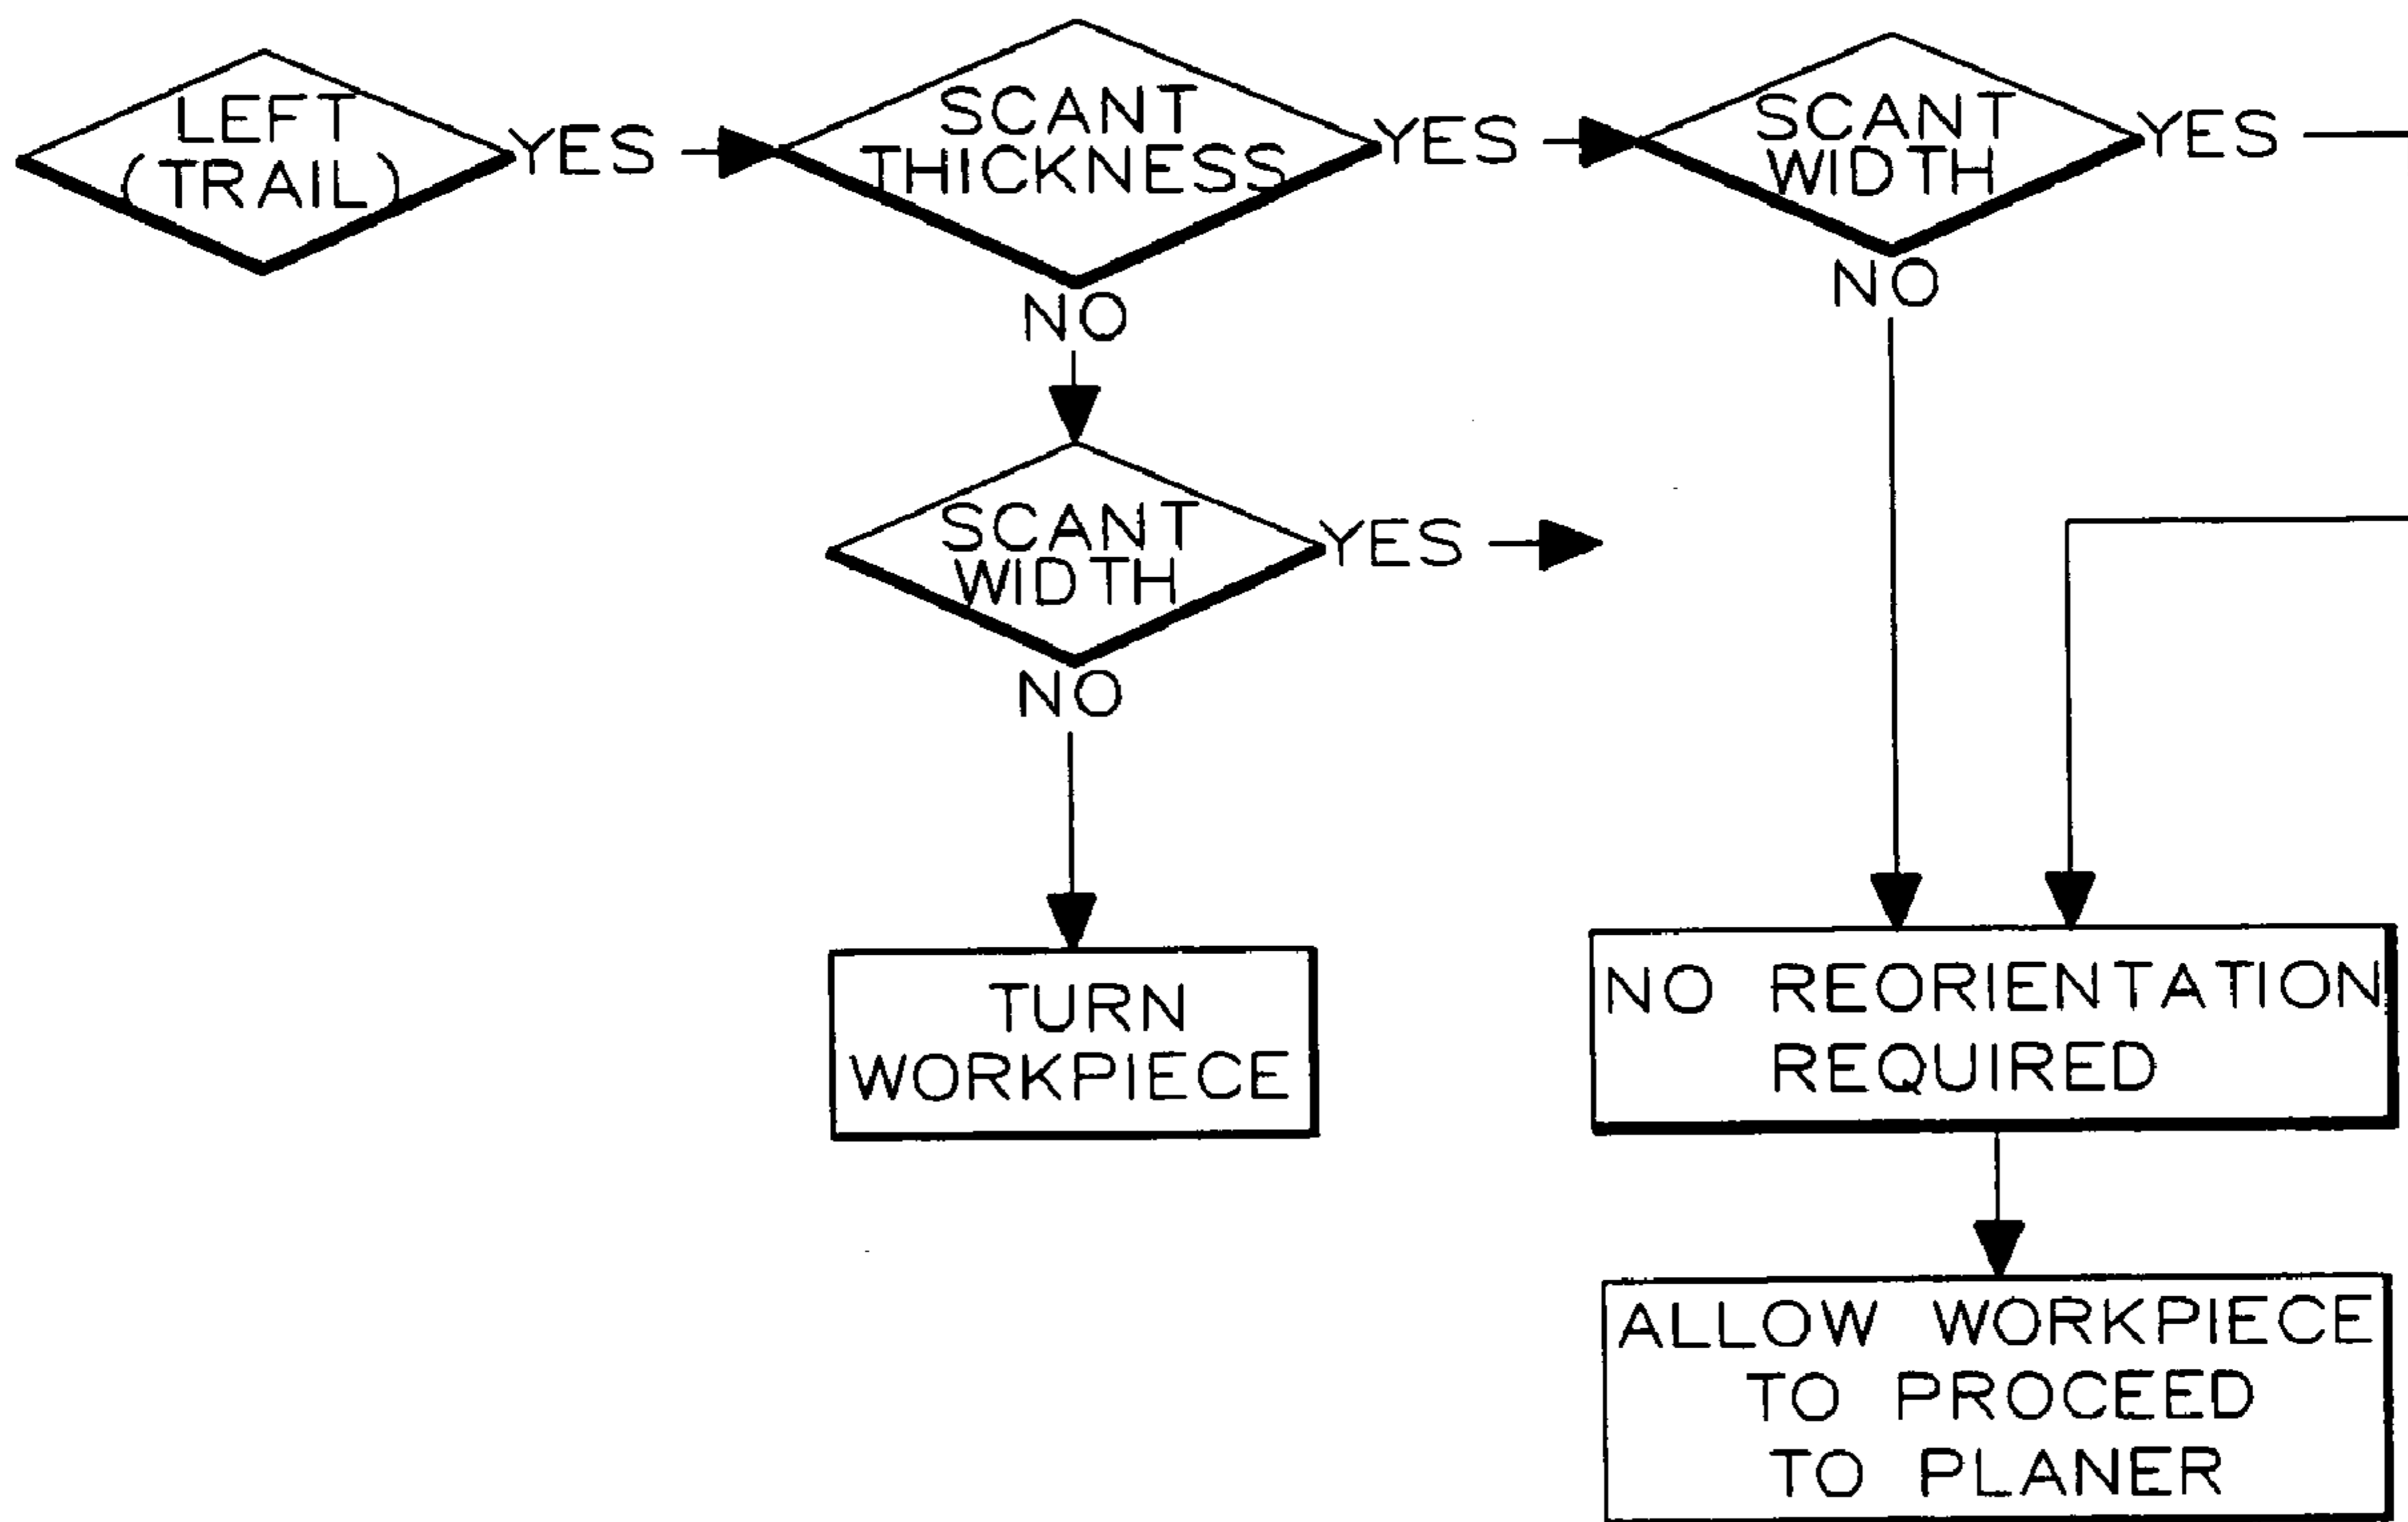 LEFT
(TRAIL)
YES
SCANT
THICKNESS
YES
SCANT
WIDTH
YES
NO
NO
SCANT
WIDTH
YES
NO
TURN
WORKPIECE
NO REORIENTATION
REQUIRED
ALLOW WORKPIECE
TO PROCEED
TO PLANER